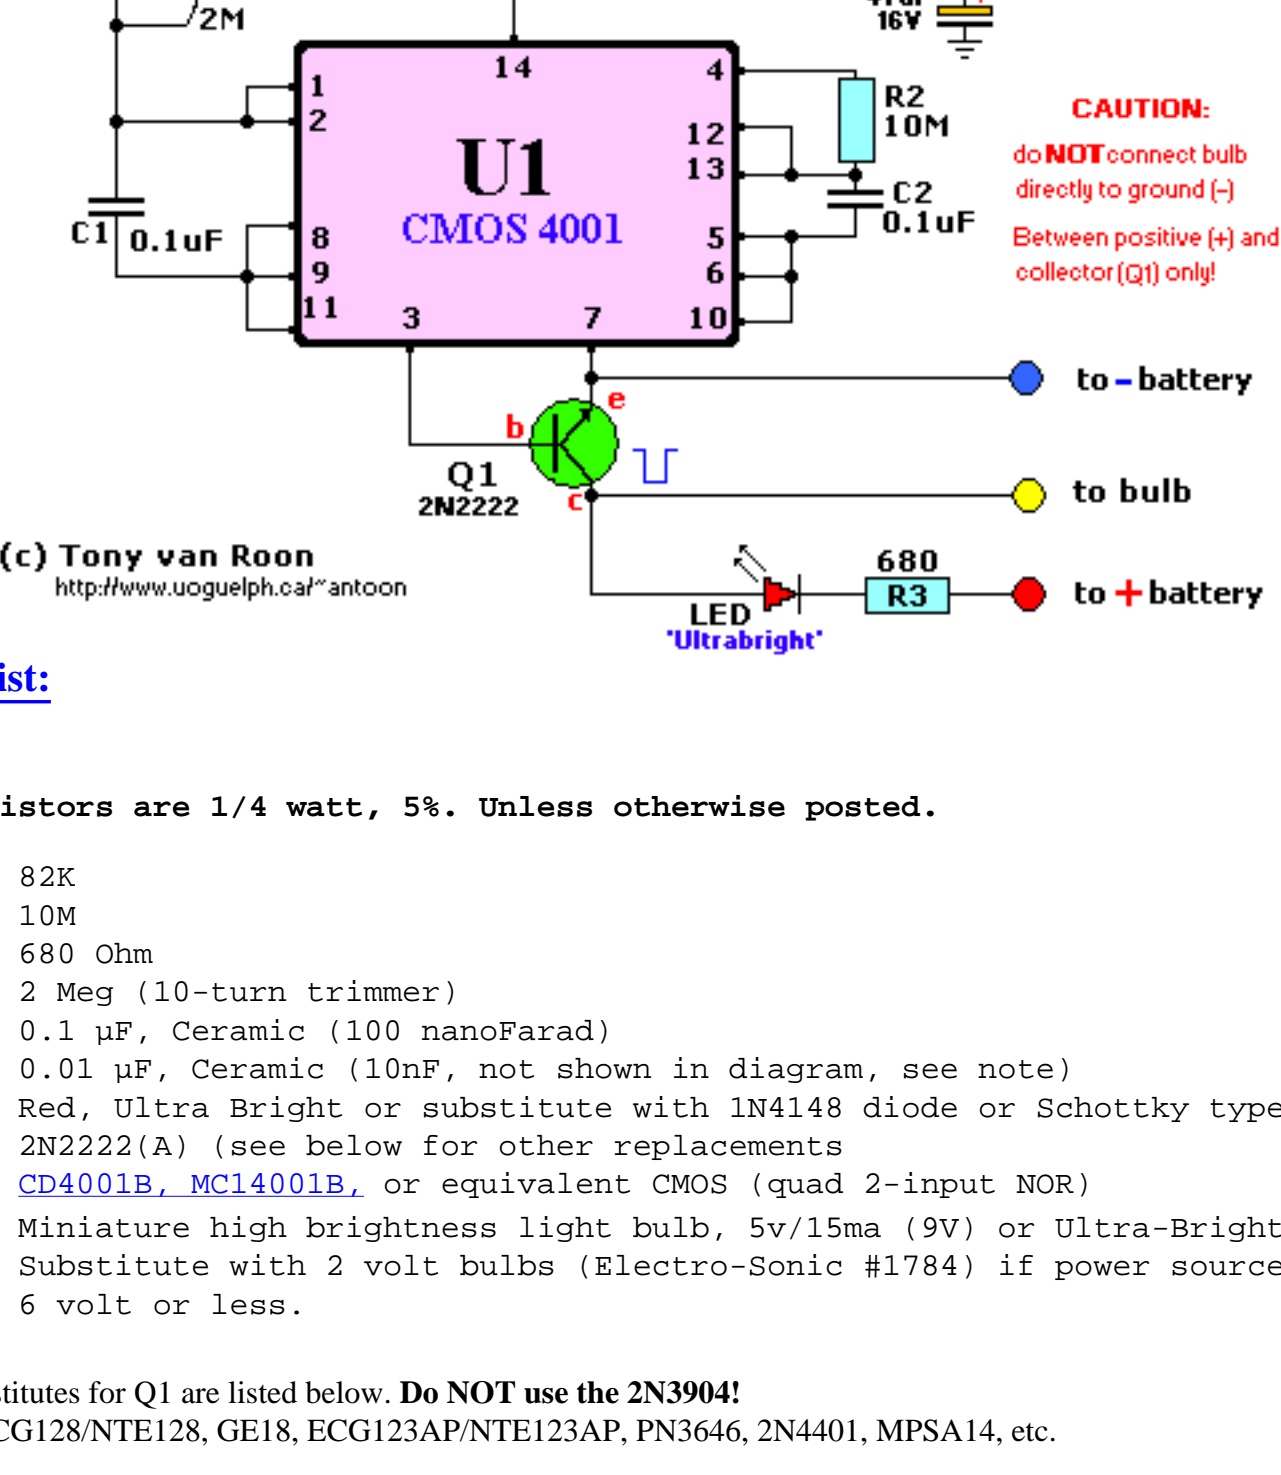 2M
16V
14
4
1
2
R2
10M
CAUTION:
12
13
U1
do NOT connect bulb
directly to ground (-)
C2
0.1uF
C1
0.1uF
8
CMOS 4001
5
Between positive (+) and
9
6
collector (Q1) only!
11
3
7
10
e
to - battery
b
Q1
2N2222
c
to bulb
(c) Tony van Roon
http://www.uoguelph.ca/~antoon
680
R3
to + battery
LED
"Ultrabright"
ist:
istors are 1/4 watt, 5%. Unless otherwise posted.
82K
10M
680 Ohm
2 Meg (10-turn trimmer)
0.1 µF, Ceramic (100 nanoFarad)
0.01 µF, Ceramic (10nF, not shown in diagram, see note)
Red, Ultra Bright or substitute with 1N4148 diode or Schottky type
2N2222(A) (see below for other replacements
CD4001B, MC14001B, or equivalent CMOS (quad 2-input NOR)
Miniature high brightness light bulb, 5v/15ma (9V) or Ultra-Bright
Substitute with 2 volt bulbs (Electro-Sonic #1784) if power source
6 volt or less.
stitutes for Q1 are listed below. Do NOT use the 2N3904!
CG128/NTE128, GE18, ECG123AP/NTE123AP, PN3646, 2N4401, MPSA14, etc.